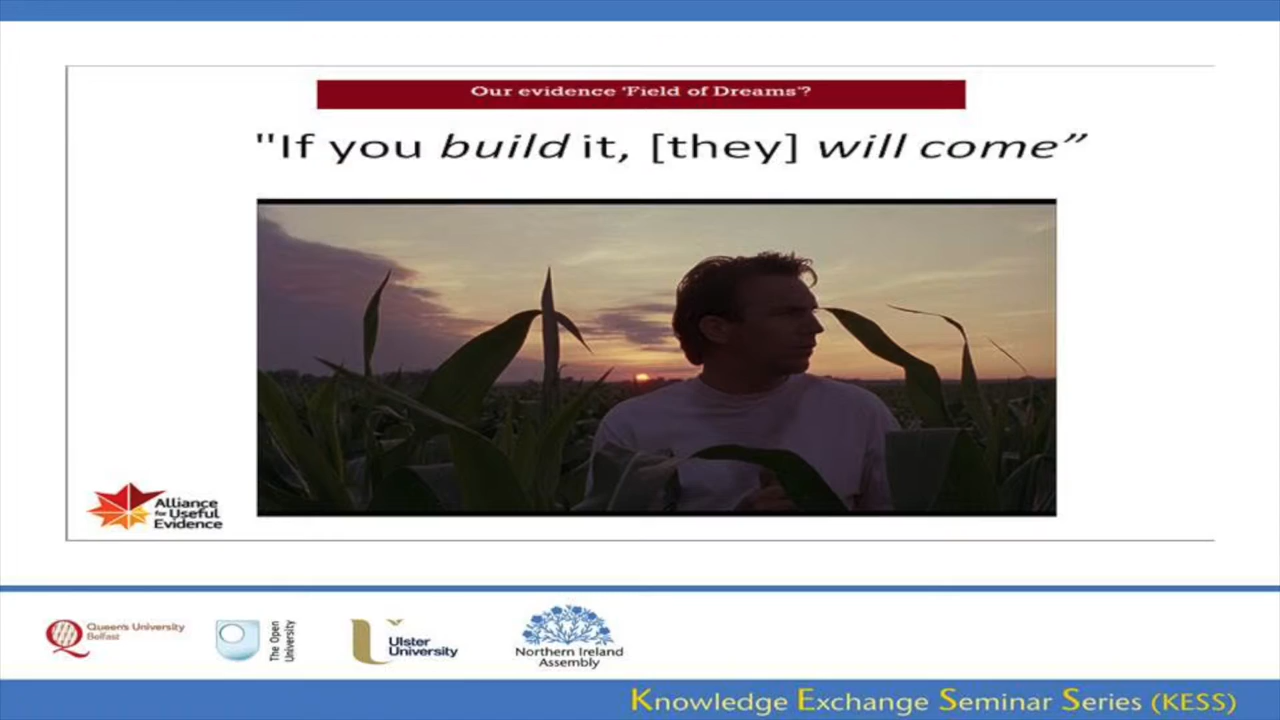 Our evidence ‘Field of Dreams’?
"If you build it, [they] will come”
Alliance
for Useful
Evidence
Queen's University
Belfast
The Open
University
Ulster
University
Northern Ireland
Assembly
Knowledge Exchange Seminar Series (KESS)